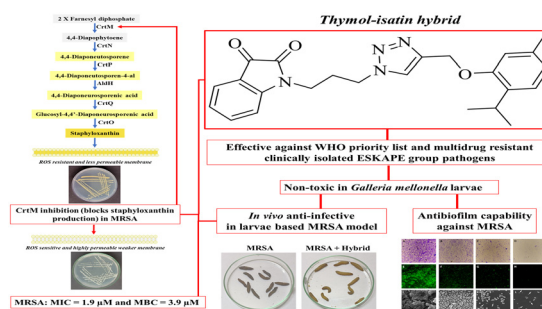 2 X Farnesyl diphosphate
CrtM
4,4-Diapophytoene
CrtN
4,4-Diaponeutosporene
CrtP
4,4-Diaponeutosporen-4-al
AldH
4,4-Diaponeurosporenic acid
CrtQ
Glucosyl-4,4'-Diaponeurosporenic acid
CrtO
Staphyloxanthin
ROS resistant and less permeable membrane
CrtM inhibition (blocks staphyloxanthin
production) in MRSA
ROS sensitive and highly permeable weaker membrane
MRSA: MIC = 1.9 µM and MBC = 3.9 µM
Thymol-isatin hybrid
O
O
N
N
N
N
O
Effective against WHO priority list and multidrug resistant
clinically isolated ESKAPE group pathogens
Non-toxic in Galleria mellonella larvae
In vivo anti-infective
in larvae based MRSA model
Antibiofilm capability
against MRSA
MRSA
MRSA + Hybrid